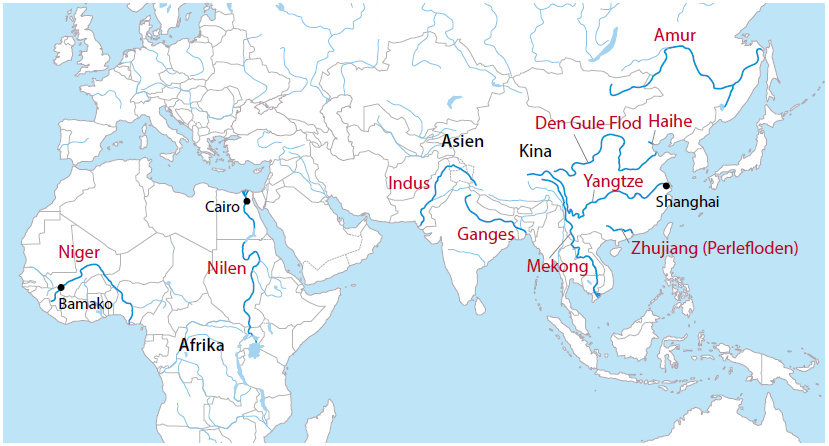 Amur
Den Gule Flod
Haihe
Asien
Kina
Indus
Yangtze
Shanghai
Cairo
Ganges
Zhujiang (Perlefloden)
Niger
Nilen
Mekong
Bamako
Afrika